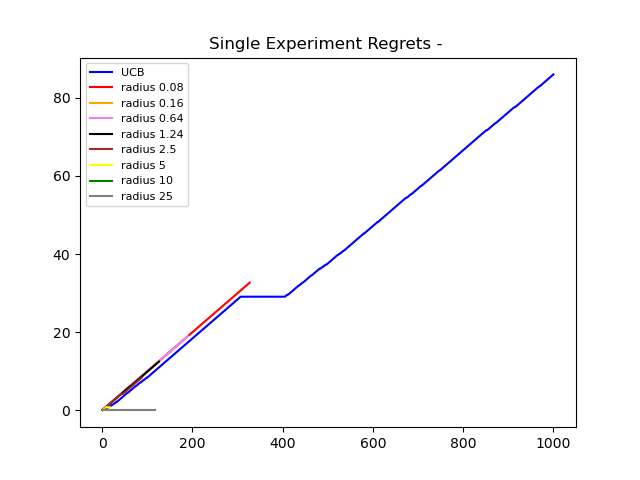 Single Experiment Regrets -
UCB
radius 0.08
radius 0.16
radius 0.64
radius 1.24
radius 2.5
radius 5
radius 10
radius 25
80
60
40
20
0
0 200 400 600 800 1000